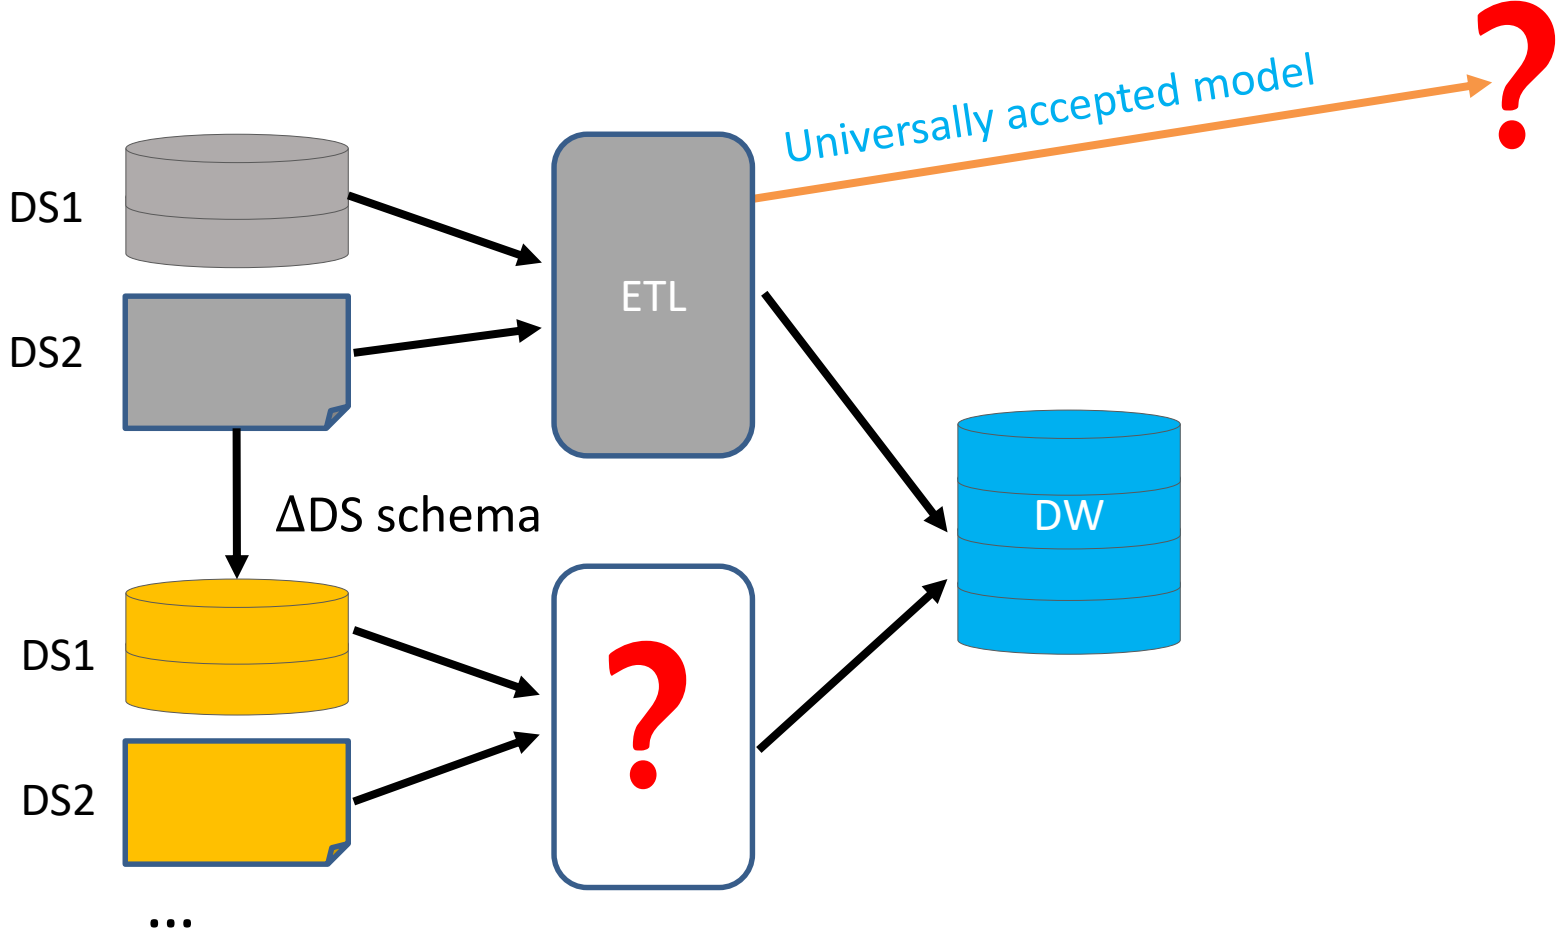 ?
Universally accepted model
DS1
ETL
DS2
ΔDS schema
DW
DS1
?
DS2
...